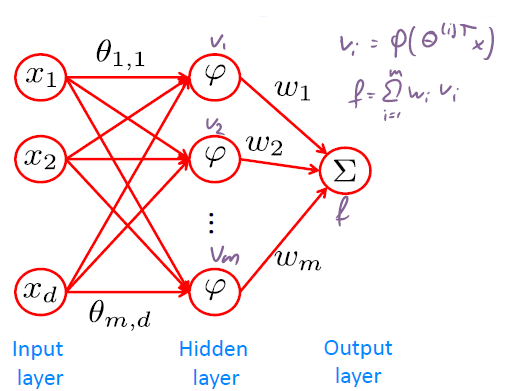 θ1,1
v1
vi = φ(θ(i)T x)
x1
φ
w1
f = Σ m i=1 wi vi
v2
x2
φ
w2
Σ
f
⋮
vm
xd
φ
wm
θm,d
Input layer
Hidden layer
Output layer